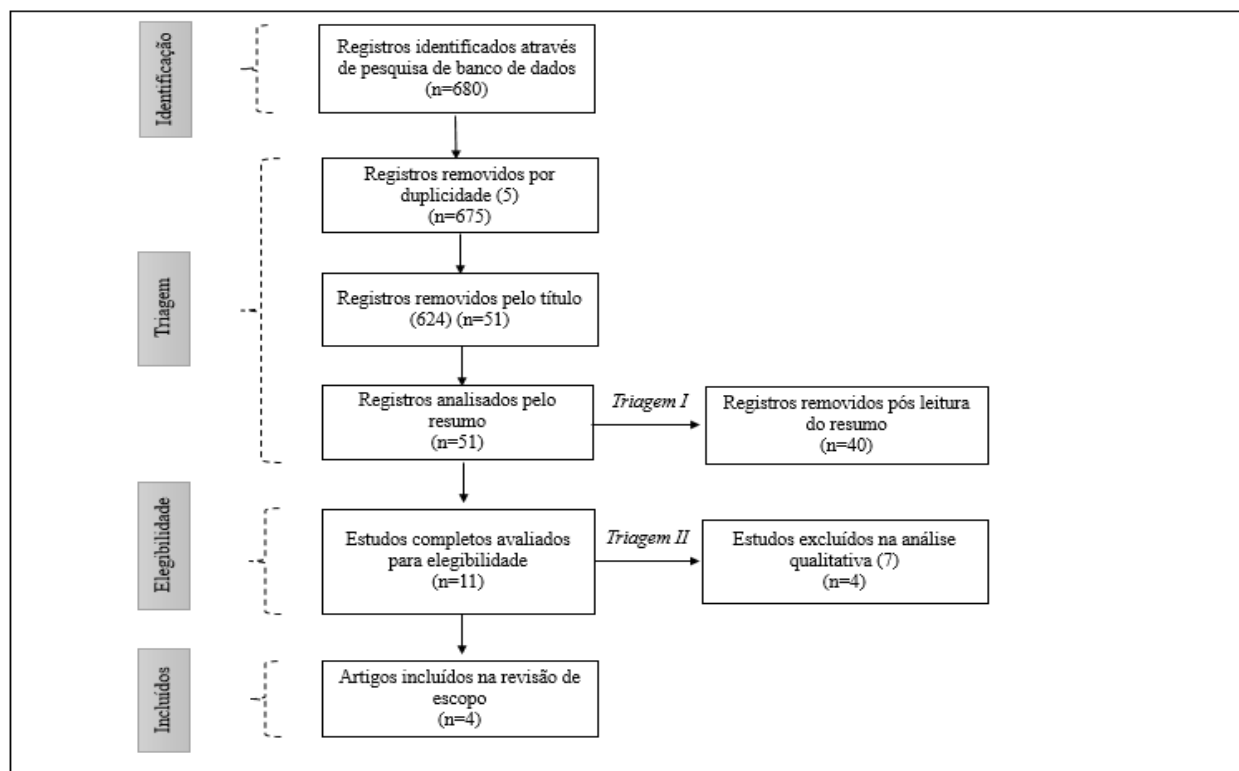 Identificação
Registros identificados através
de pesquisa de banco de dados
(n=680)
Triagem
Registros removidos por
duplicidade (5)
(n=675)
Registros removidos pelo título
(624) (n=51)
Registros analisados pelo
resumo
(n=51)
Triagem I
Registros removidos pós leitura
do resumo
(n=40)
Elegibilidade
Estudos completos avaliados
para elegibilidade
(n=11)
Triagem II
Estudos excluídos na análise
qualitativa (7)
(n=4)
Incluídos
Artigos incluídos na revisão de
escopo
(n=4)